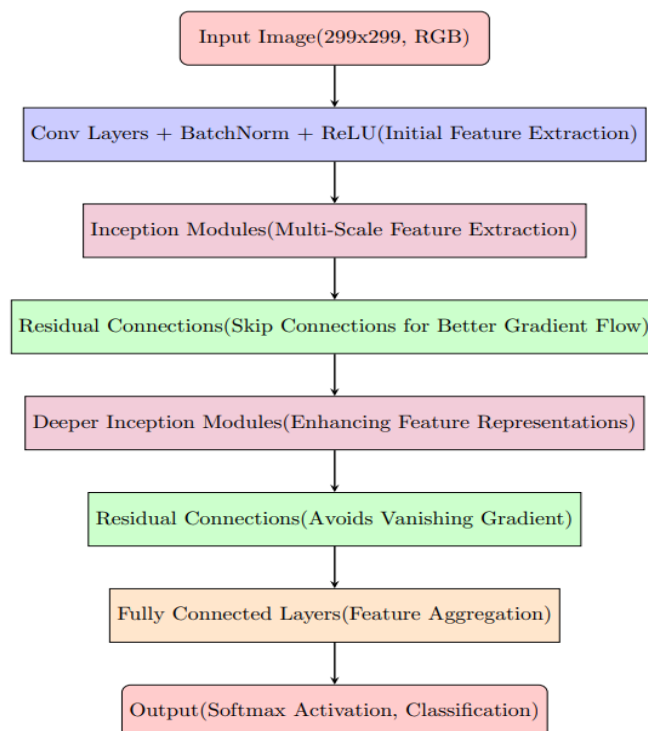 Input Image(299x299, RGB)
Conv Layers + BatchNorm + ReLU(Initial Feature Extraction)
Inception Modules(Multi-Scale Feature Extraction)
Residual Connections(Skip Connections for Better Gradient Flow)
Deeper Inception Modules(Enhancing Feature Representations)
Residual Connections(Avoids Vanishing Gradient)
Fully Connected Layers(Feature Aggregation)
Output(Softmax Activation, Classification)